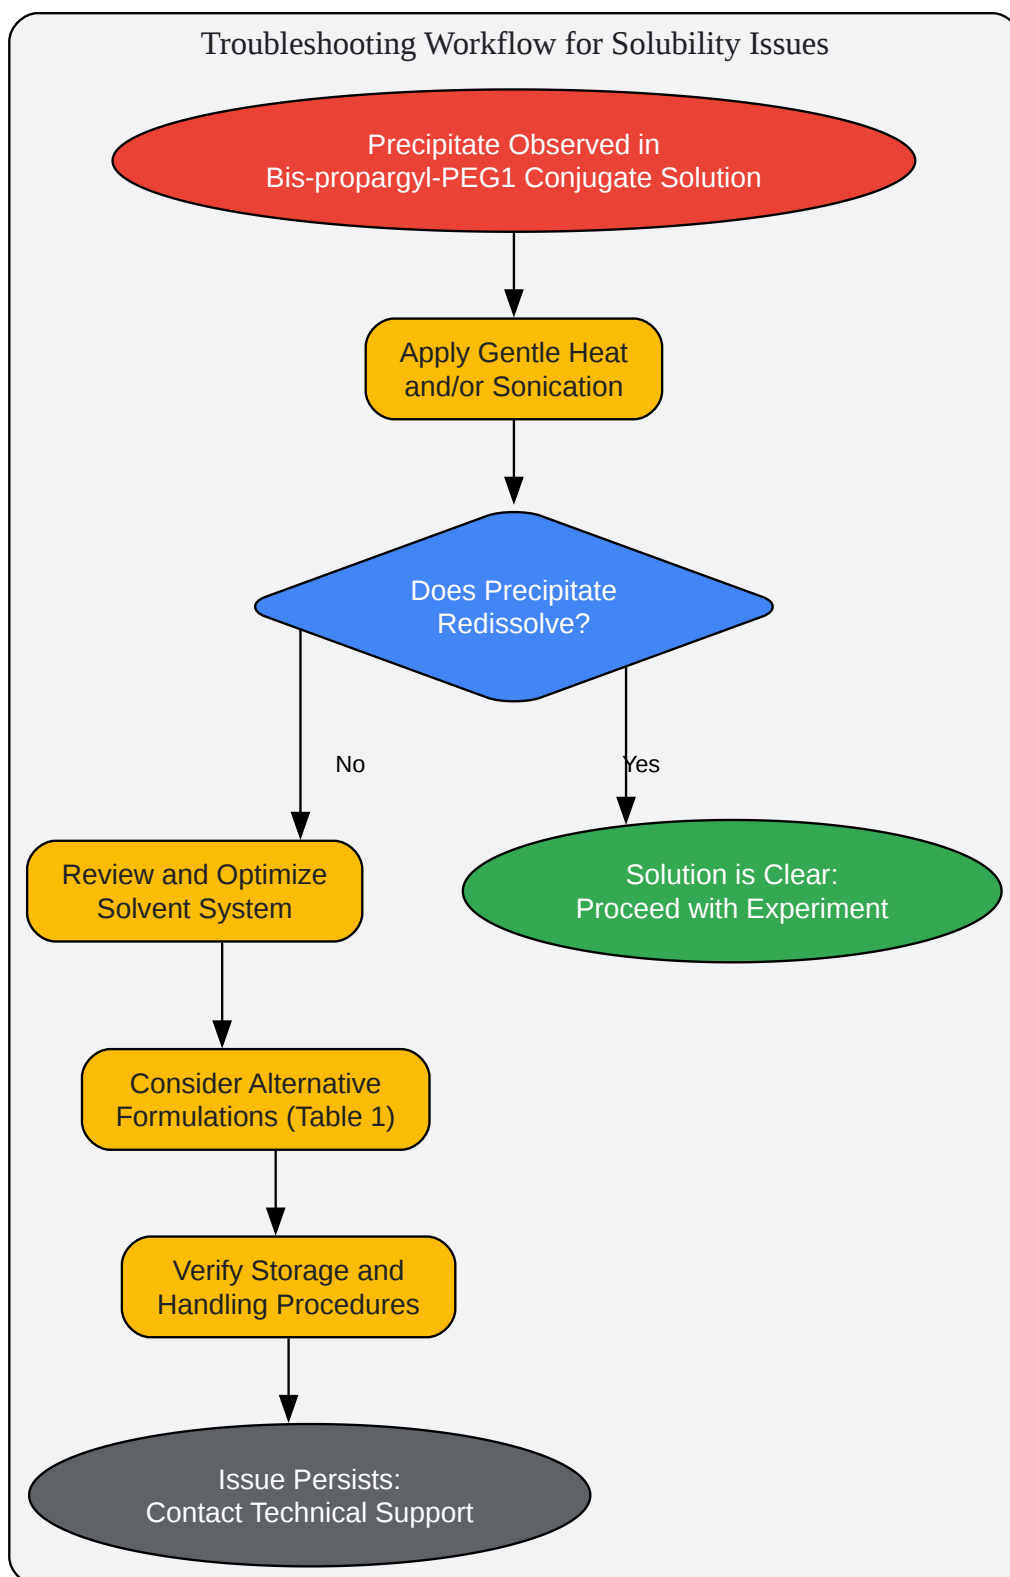 Troubleshooting Workflow for Solubility Issues
Precipitate Observed in
Bis-propargyl-PEG1 Conjugate Solution
Apply Gentle Heat
and/or Sonication
Does Precipitate
Redissolve?
No
Yes
Review and Optimize
Solvent System
Solution is Clear:
Proceed with Experiment
Consider Alternative
Formulations (Table 1)
Verify Storage and
Handling Procedures
Issue Persists:
Contact Technical Support